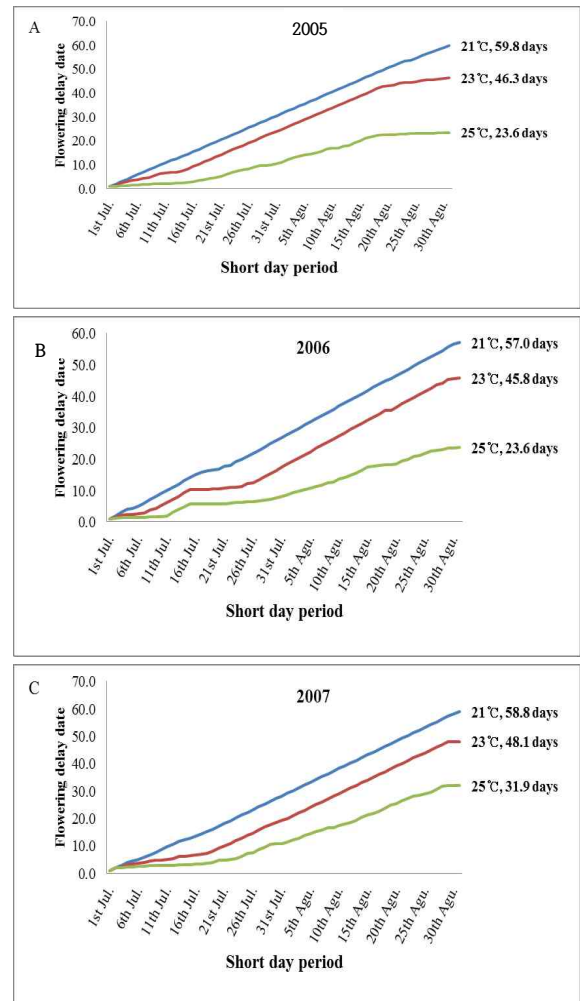 A
2005
70.0
60.0
50.0
40.0
30.0
20.0
10.0
0.0
Flowering delay date
21℃, 59.8 days
23℃, 46.3 days
25℃, 23.6 days
1st Jul.
6th Jul.
11th Jul.
16th Jul.
21st Jul.
26th Jul.
31st Jul.
5th Agu.
10th Agu.
15th Agu.
20th Agu.
25th Agu.
30th Agu.
Short day period
B
2006
60.0
50.0
40.0
30.0
20.0
10.0
0.0
Flowering delay date
21℃, 57.0 days
23℃, 45.8 days
25℃, 23.6 days
1st Jul.
6th Jul.
11th Jul.
16th Jul.
21st Jul.
26th Jul.
31st Jul.
5th Agu.
10th Agu.
15th Agu.
20th Agu.
25th Agu.
30th Agu.
Short day period
C
2007
70.0
60.0
50.0
40.0
30.0
20.0
10.0
0.0
Flowering delay date
21℃, 58.8 days
23℃, 48.1 days
25℃, 31.9 days
1st Jul.
6th Jul.
11th Jul.
16th Jul.
21st Jul.
26th Jul.
31st Jul.
5th Agu.
10th Agu.
15th Agu.
20th Agu.
25th Agu.
30th Agu.
Short day period